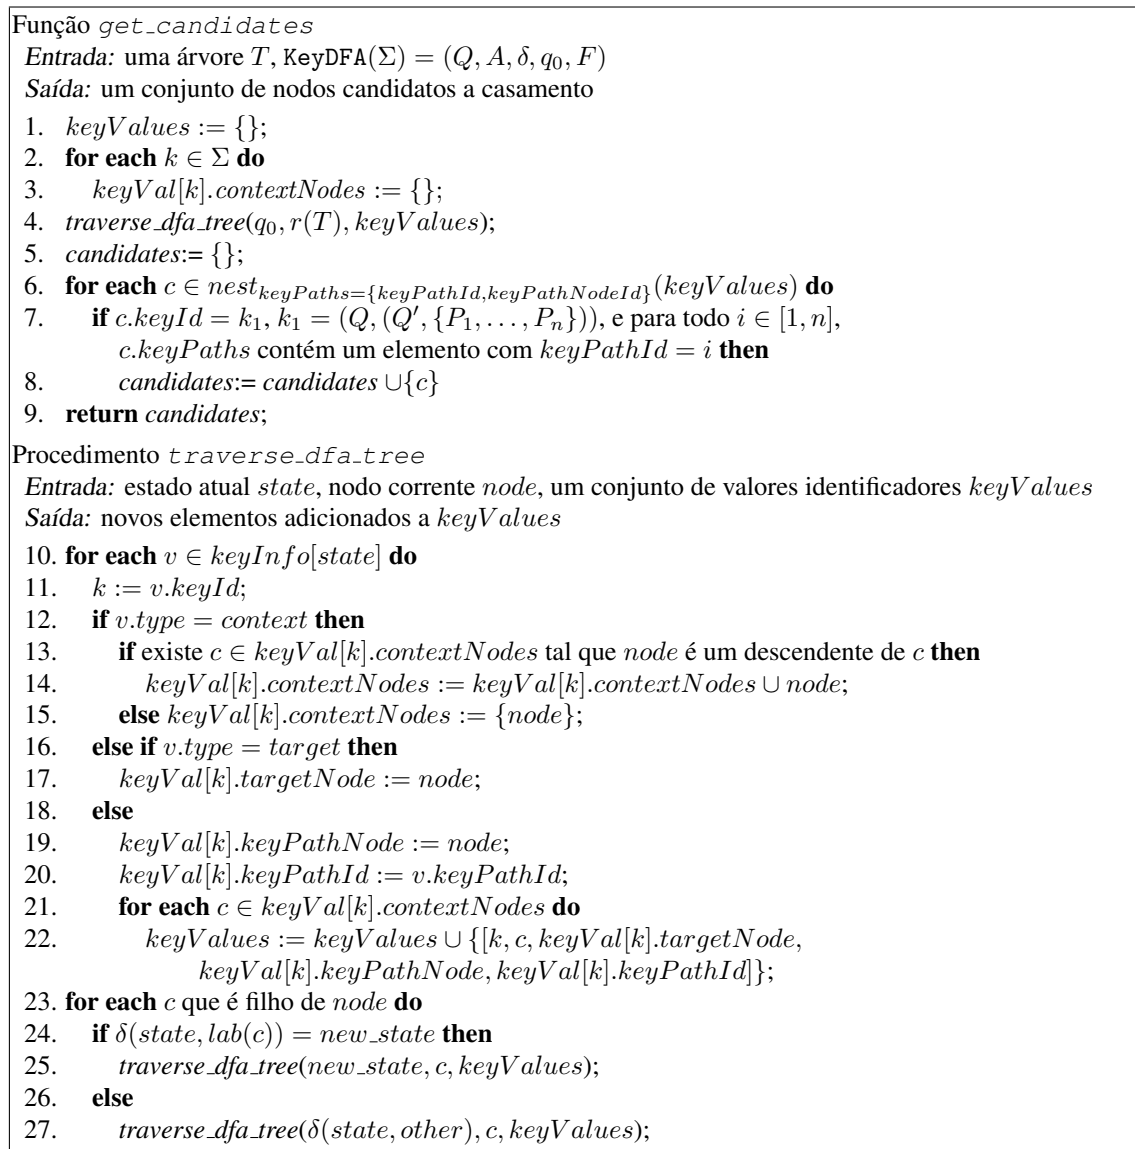 Função get_candidates
Entrada: uma árvore T, KeyDFA(Σ) = (Q, A, δ, q₀, F)
Saída: um conjunto de nodos candidatos a casamento
1. keyValues := {};
2. for each k ∈ Σ do
3. keyVal[k].contextNodes := {};
4. traverse_dfa_tree(q₀, r(T), keyValues);
5. candidates:= {};
6. for each c ∈ nest_{keyPaths={keyPathId,keyPathNodeId}}(keyValues) do
7. if c.keyId = k₁, k₁ = (Q, (Q′, {P₁, . . . , Pₙ})), e para todo i ∈ [1, n],
c.keyPaths contém um elemento com keyPathId = i then
8. candidates:= candidates ∪{c}
9. return candidates;
Procedimento traverse_dfa_tree
Entrada: estado atual state, nodo corrente node, um conjunto de valores identificadores keyValues
Saída: novos elementos adicionados a keyValues
10. for each v ∈ keyInfo[state] do
11. k := v.keyId;
12. if v.type = context then
13. if existe c ∈ keyVal[k].contextNodes tal que node é um descendente de c then
14. keyVal[k].contextNodes := keyVal[k].contextNodes ∪ node;
15. else keyVal[k].contextNodes := {node};
16. else if v.type = target then
17. keyVal[k].targetNode := node;
18. else
19. keyVal[k].keyPathNode := node;
20. keyVal[k].keyPathId := v.keyPathId;
21. for each c ∈ keyVal[k].contextNodes do
22. keyValues := keyValues ∪ {[k, c, keyVal[k].targetNode,
keyVal[k].keyPathNode, keyVal[k].keyPathId]};
23. for each c que é filho de node do
24. if δ(state, lab(c)) = new_state then
25. traverse_dfa_tree(new_state, c, keyValues);
26. else
27. traverse_dfa_tree(δ(state, other), c, keyValues);